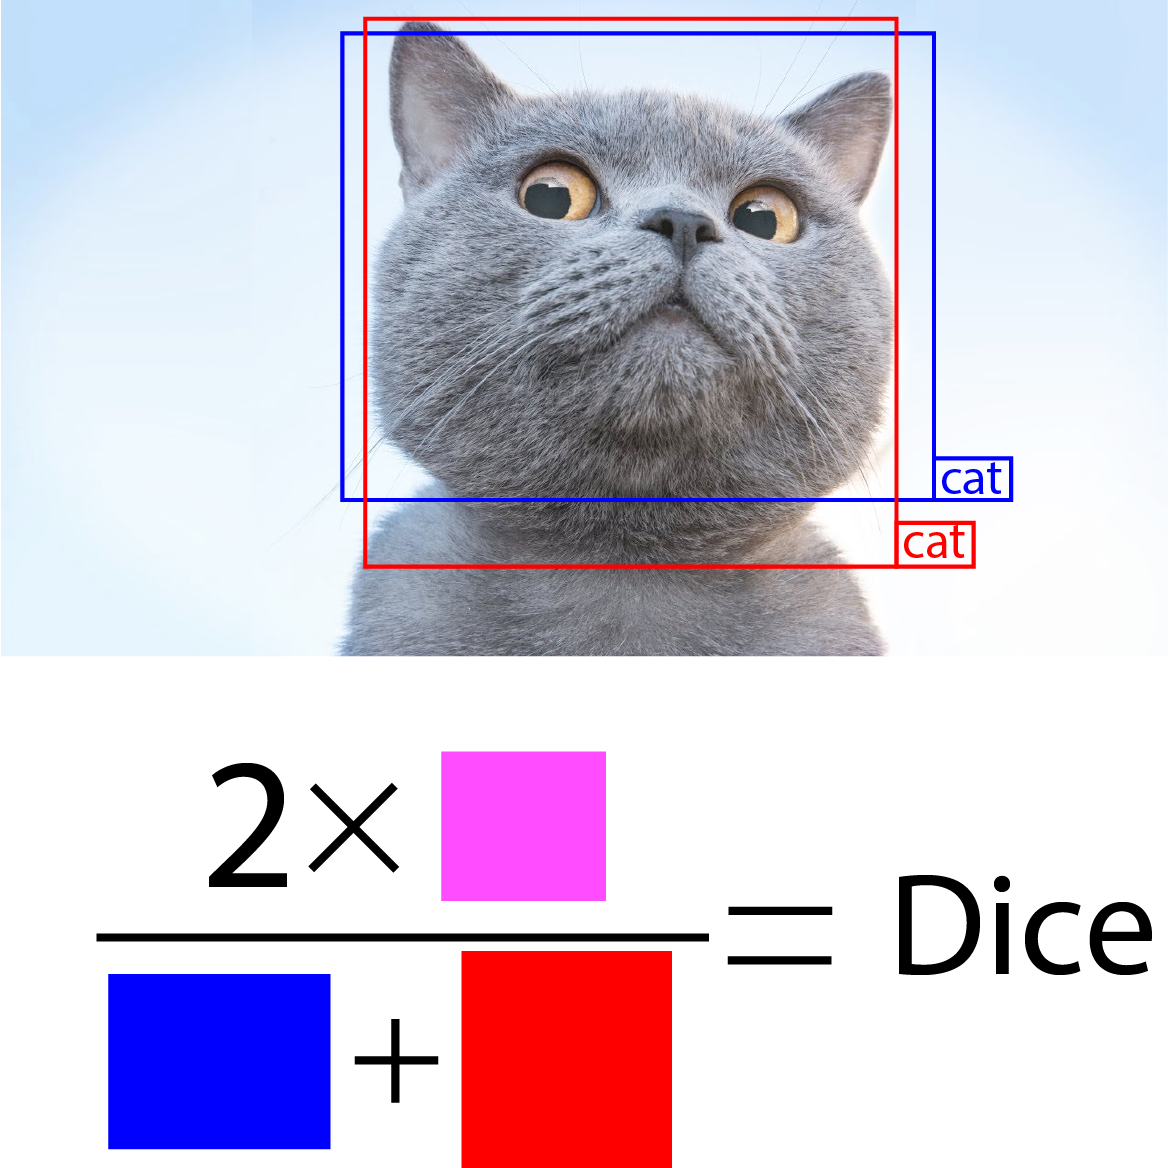 cat
cat
2×
+
= Dice